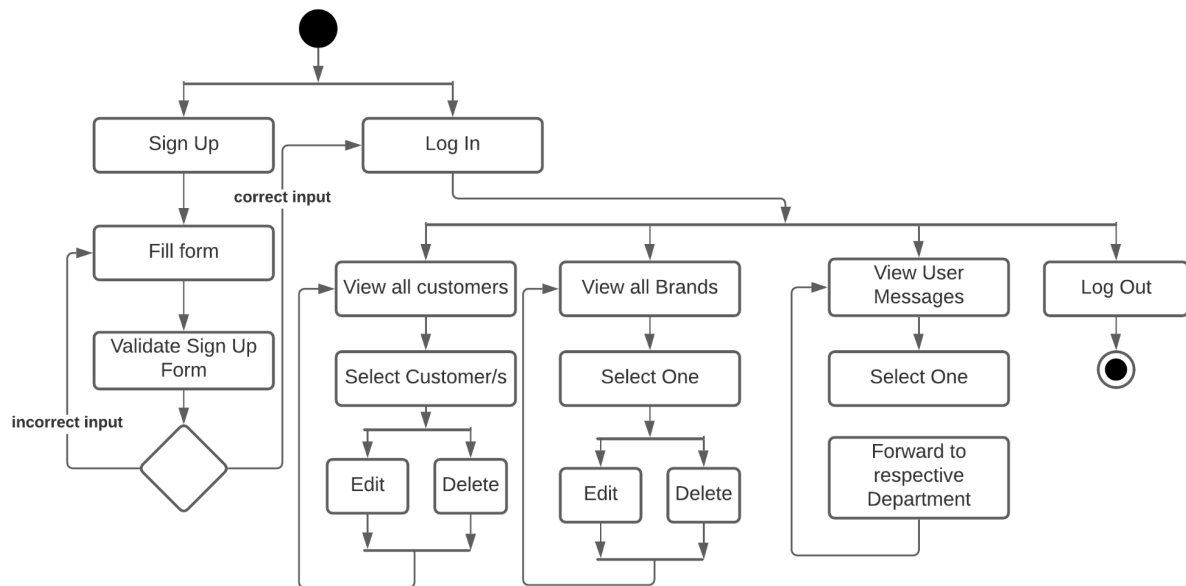 Sign Up
Log In
correct input
Fill form
View all customers
View all Brands
View User
Messages
Log Out
Validate Sign Up
Form
Select Customer/s
Select One
Select One
incorrect input
Edit
Delete
Edit
Delete
Forward to
respective
Department